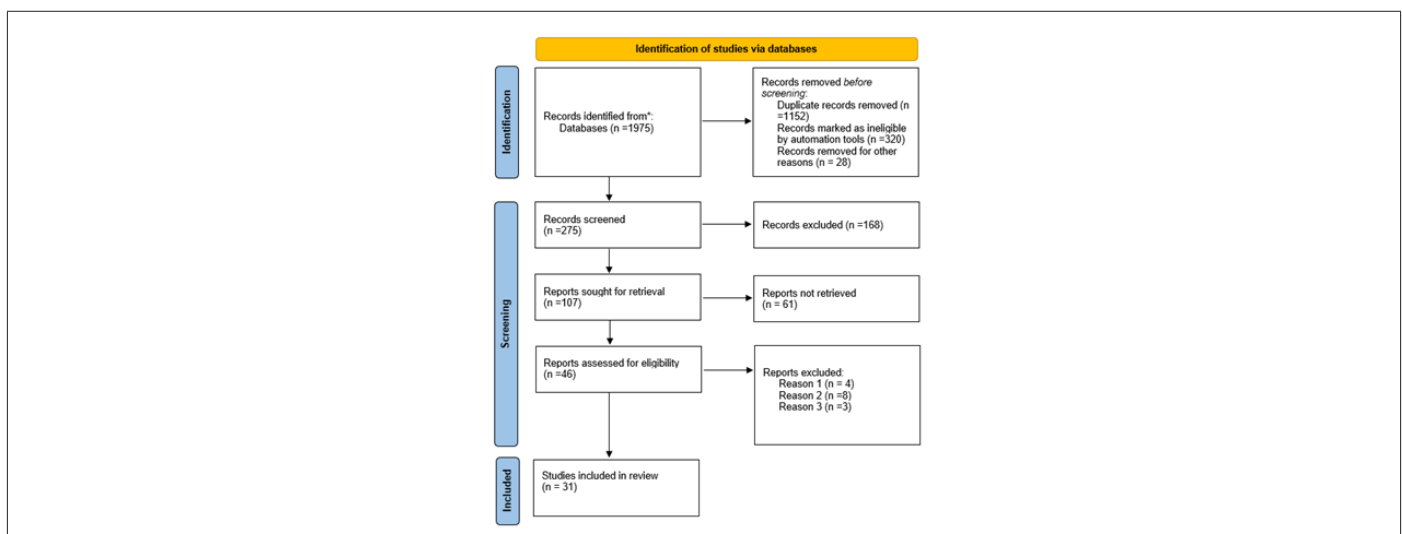 Identification of studies via databases
Identification
Records identified from*:
Databases (n =1975)
Records removed before
screening:
Duplicate records removed (n
=1152)
Records marked as ineligible
by automation tools (n =320)
Records removed for other
reasons (n = 28)
Screening
Records screened
(n =275)
Records excluded (n =168)
Reports sought for retrieval
(n =107)
Reports not retrieved
(n = 61)
Reports assessed for eligibility
(n =46)
Reports excluded:
Reason 1 (n = 4)
Reason 2 (n =8)
Reason 3 (n =3)
Included
Studies included in review
(n = 31)